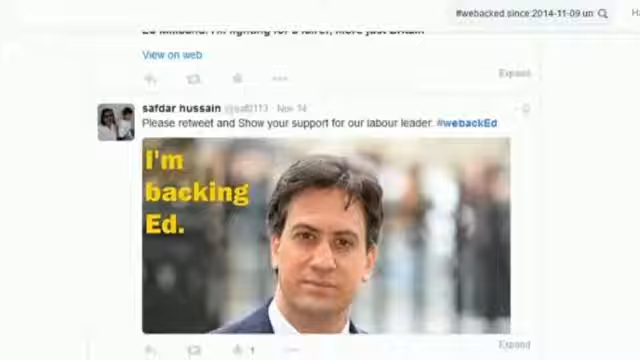 #webacked since:2014-11-09 un
Ed Miliband. I'm fighting for a fairer, more just Britain
View on web
Expand
safdar hussain @saf0113 · Nov 14
Please retweet and Show your support for our labour leader. #webackEd
I'm
backing
Ed.
1
Expand